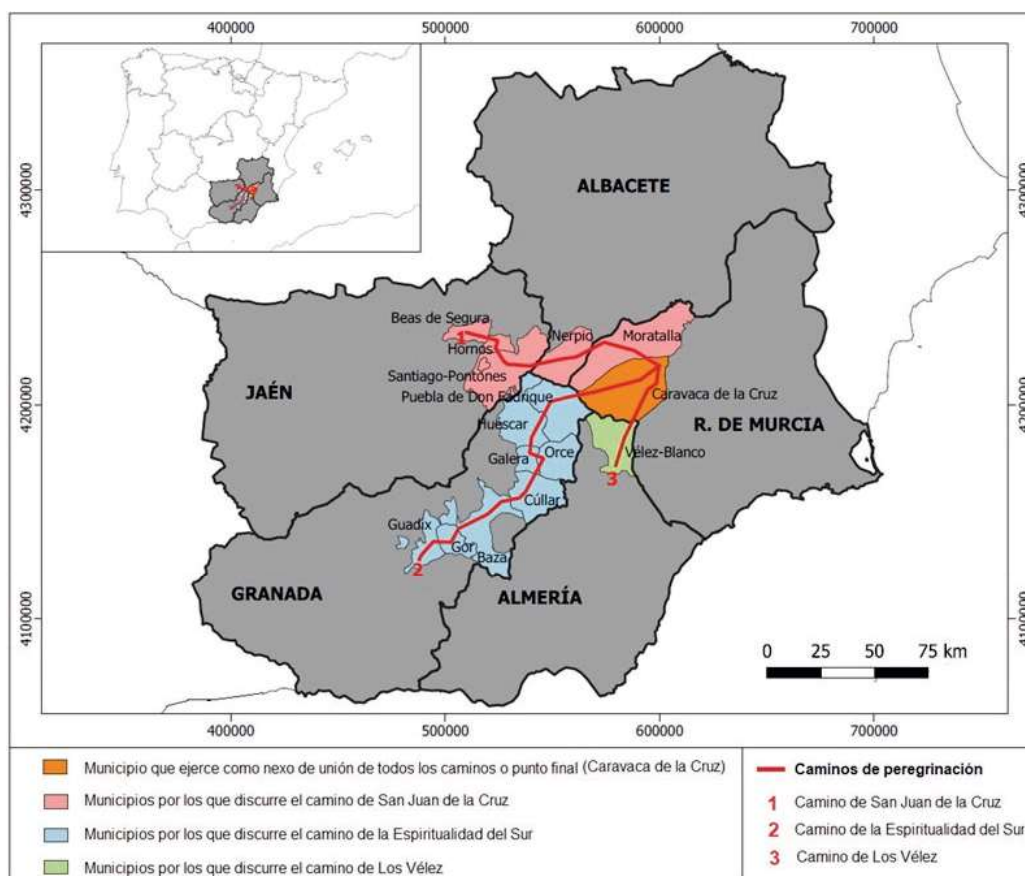 400000 500000 600000 700000
4300000 4300000
ALBACETE
Beas de Segura
1
Nerpio
Moratalla
Hornos
Santiago-Pontones
JAÉN
Puebla de Don Fadrique
Caravaca de la Cruz
4200000 4200000
Huéscar
R. DE MURCIA
Galera
Orce
Vélez-Blanco
3
Cúllar
Guadix
Gor
Baza
2
GRANADA
ALMERÍA
4100000 4100000
0 25 50 75 km
400000 500000 600000 700000
Municipio que ejerce como nexo de unión de todos los caminos o punto final (Caravaca de la Cruz)
Municipios por los que discurre el camino de San Juan de la Cruz
Municipios por los que discurre el camino de la Espiritualidad del Sur
Municipios por los que discurre el camino de Los Vélez
Caminos de peregrinación
1 Camino de San Juan de la Cruz
2 Camino de la Espiritualidad del Sur
3 Camino de Los Vélez